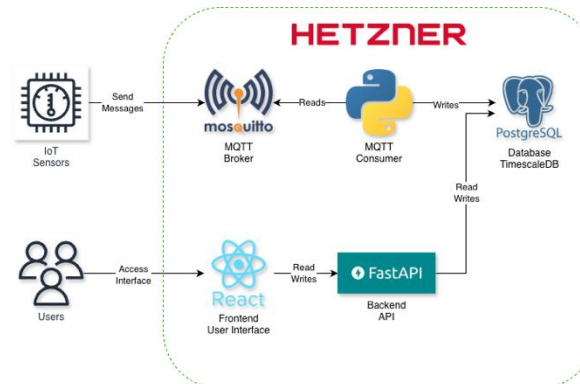 HETZNER
Send
Messages
Reads
Writes
mosquitto
PostgreSQL
IoT
Sensors
MQTT
Broker
MQTT
Consumer
Database
TimescaleDB
Read
Writes
Access
Interface
Read
Writes
FastAPI
React
Users
Frontend
User Interface
Backend
API